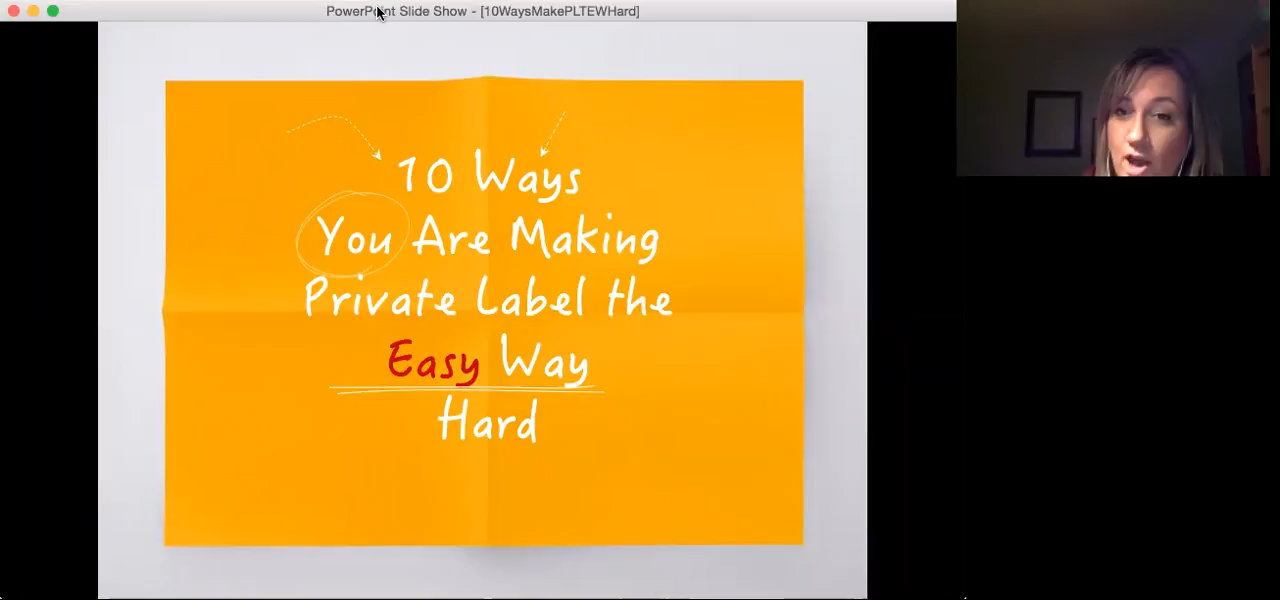 PowerPoint Slide Show - [10WaysMakePLTEWHard]
10 Ways
You Are Making
Private Label the
Easy Way
Hard